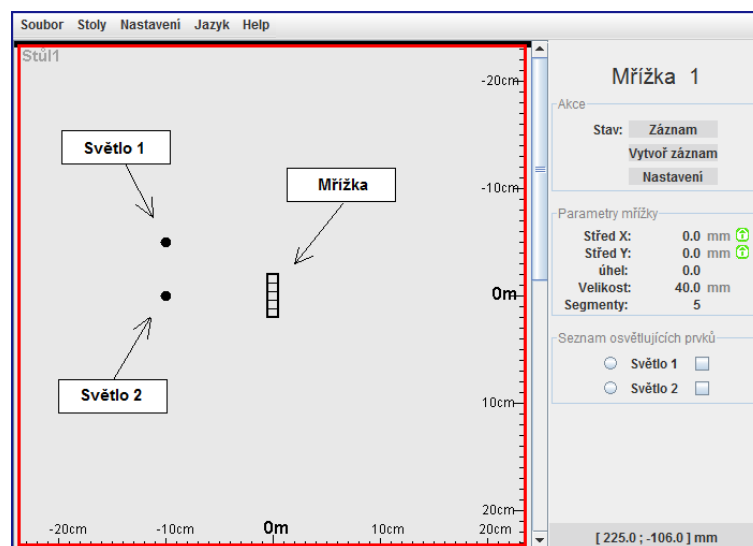 Soubor Stoly Nastavení Jazyk Help
Stůl1
-20cm
Světlo 1
Mřížka
-10cm
0m
Světlo 2
10cm
20cm
-20cm -10cm 0m 10cm 20cm
Mřížka 1
Akce
Stav: Záznam
Vytvoř záznam
Nastavení
Parametry mřížky
Střed X: 0.0 mm
Střed Y: 0.0 mm
úhel: 0.0
Velikost: 40.0 mm
Segmenty: 5
Seznam osvětlujících prvků
Světlo 1
Světlo 2
[ 225.0 ; -106.0 ] mm